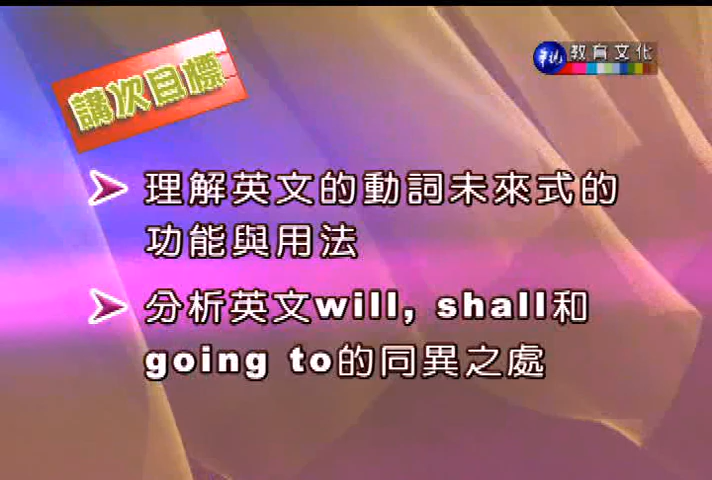 講次目標
華視 教育文化
理解英文的動詞未來式的
功能與用法
分析英文will, shall和
going to的同異之處